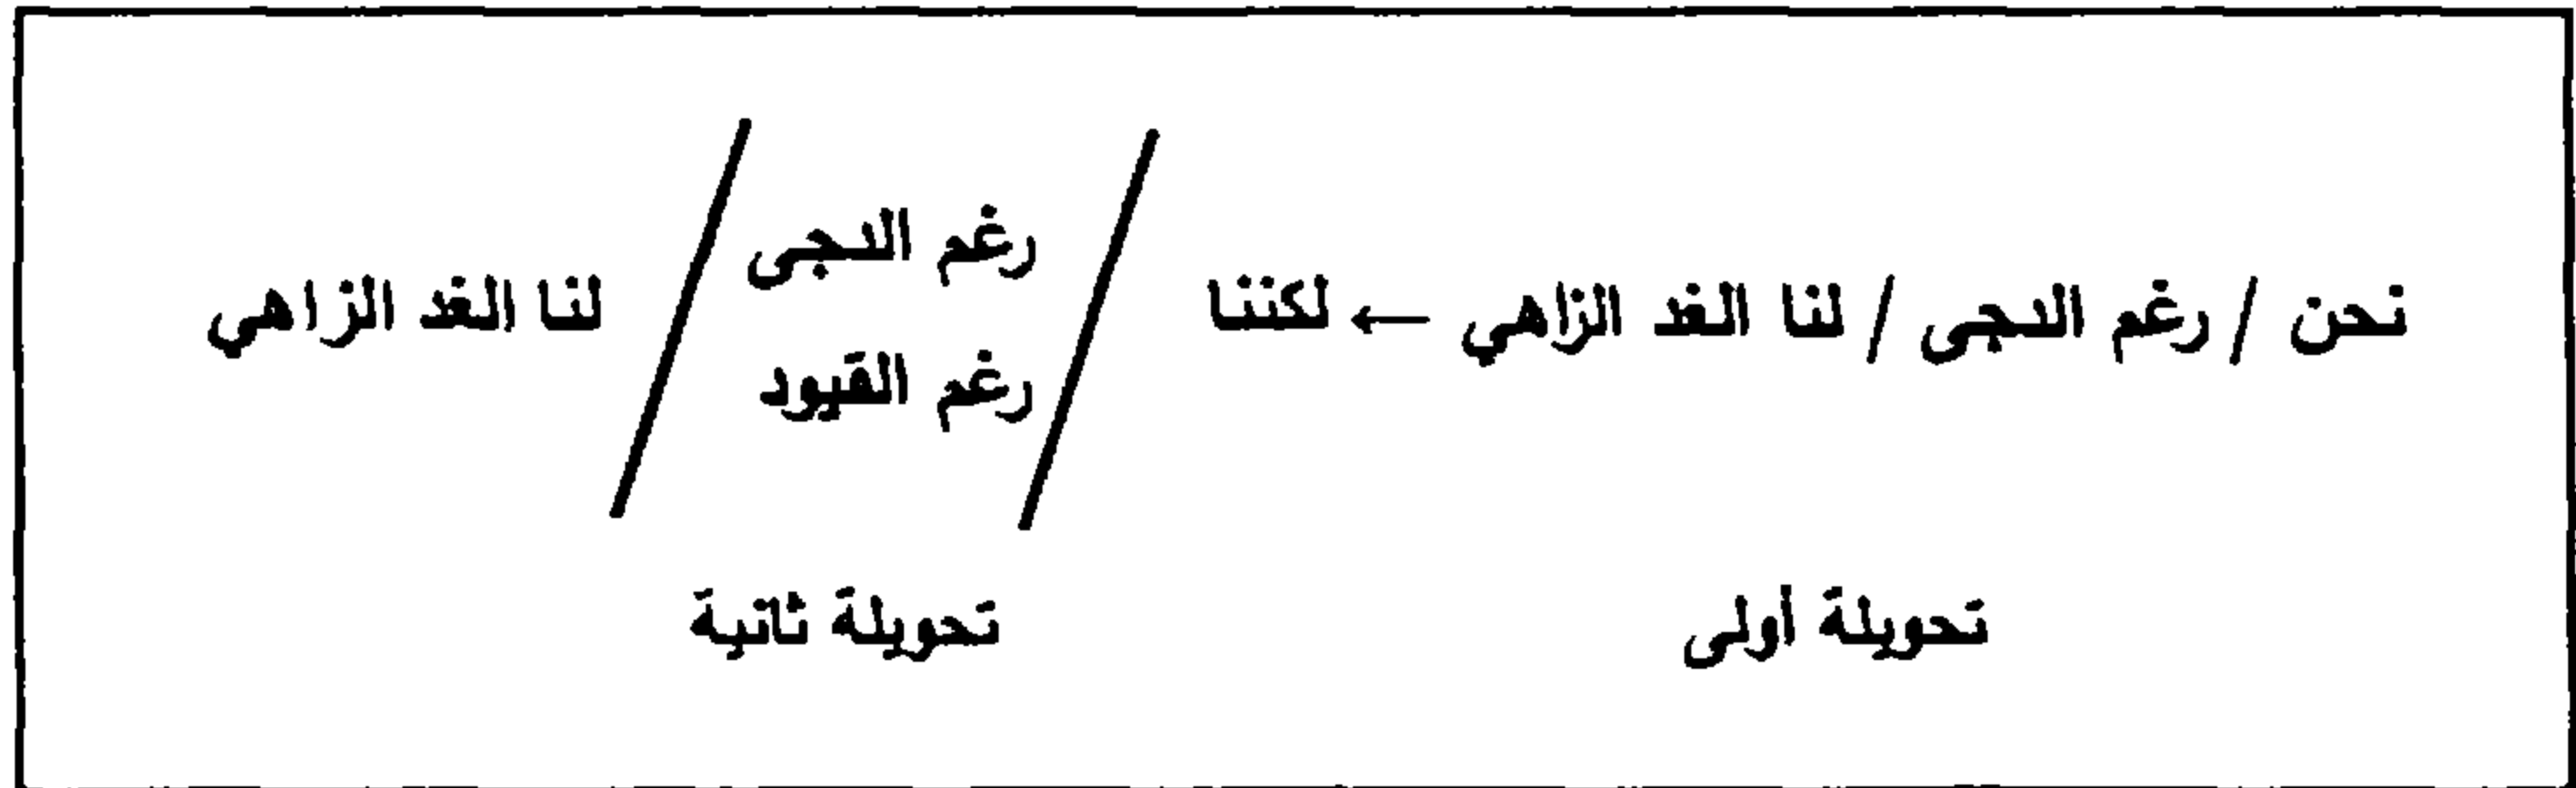 رغم الدجى
نحن / رغم الدجى / لنا الغد الزاهي ← لكننا / / لنا الغد الزاهي
رغم القيود
تحويلة أولى تحويلة ثانية